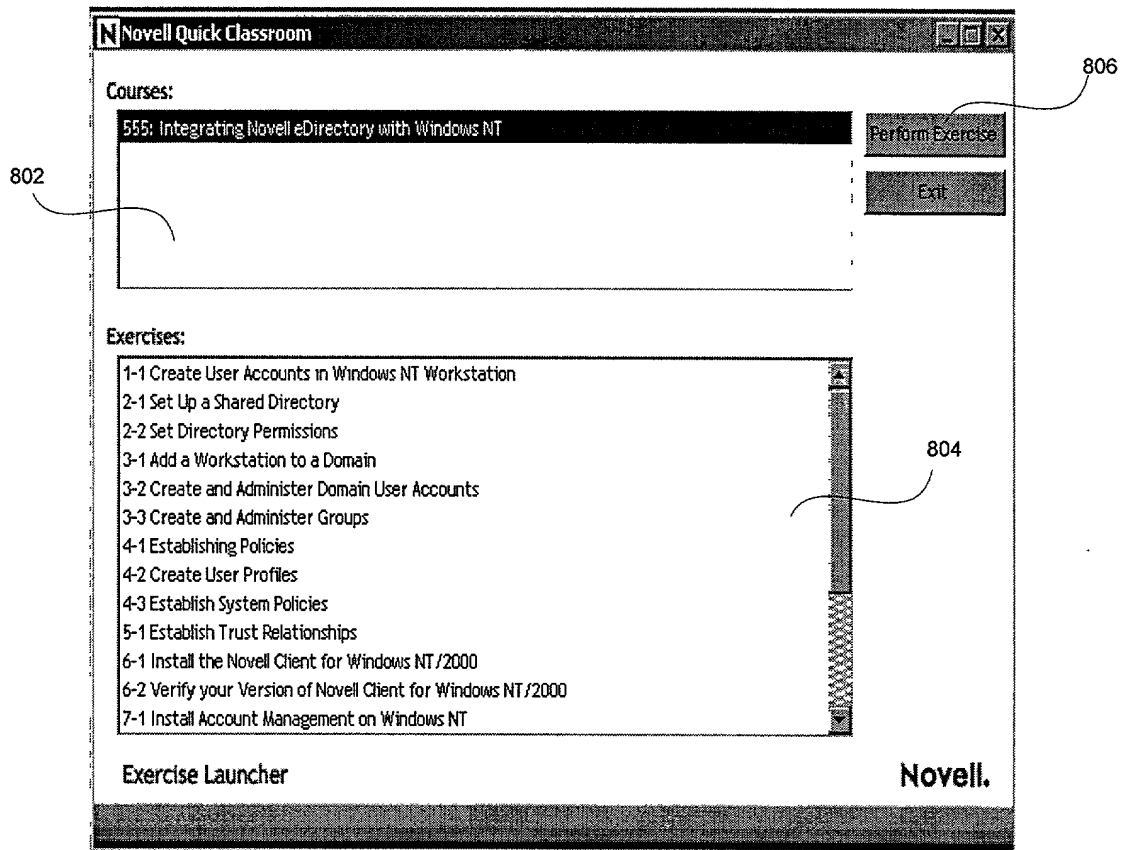 N Novell Quick Classroom
806
Courses:
555: Integrating Novell eDirectory with Windows NT
Perform Exercise
802
Exit
Exercises:
1-1 Create User Accounts in Windows NT Workstation
2-1 Set Up a Shared Directory
2-2 Set Directory Permissions
3-1 Add a Workstation to a Domain
804
3-2 Create and Administer Domain User Accounts
3-3 Create and Administer Groups
4-1 Establishing Policies
4-2 Create User Profiles
4-3 Establish System Policies
5-1 Establish Trust Relationships
6-1 Install the Novell Client for Windows NT/2000
6-2 Verify your Version of Novell Client for Windows NT/2000
7-1 Install Account Management on Windows NT
Exercise Launcher
Novell.